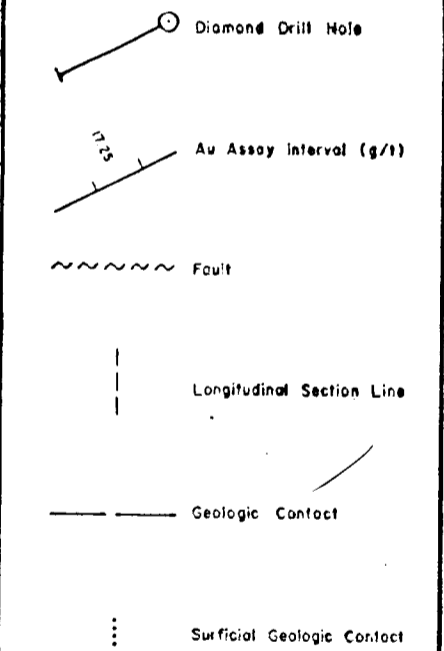 Diamond Drill Hole
17.25
Au Assay interval (g/t)
Fault
Longitudinal Section Line
Geologic Contact
Surficial Geologic Contact